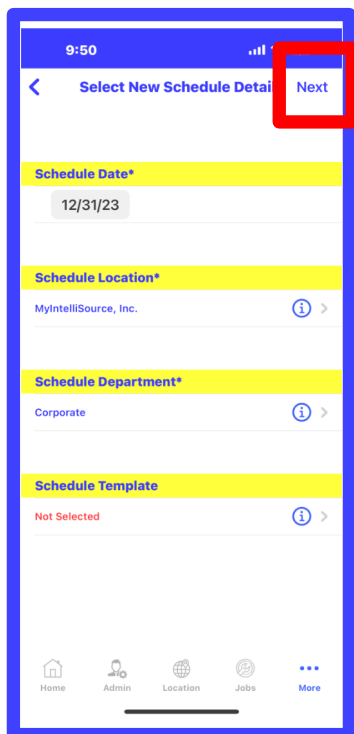 9:50
Select New Schedule Detai Next
Schedule Date*
12/31/23
Schedule Location*
MyIntelliSource, Inc.
Schedule Department*
Corporate
Schedule Template
Not Selected
Home Admin Location Jobs More